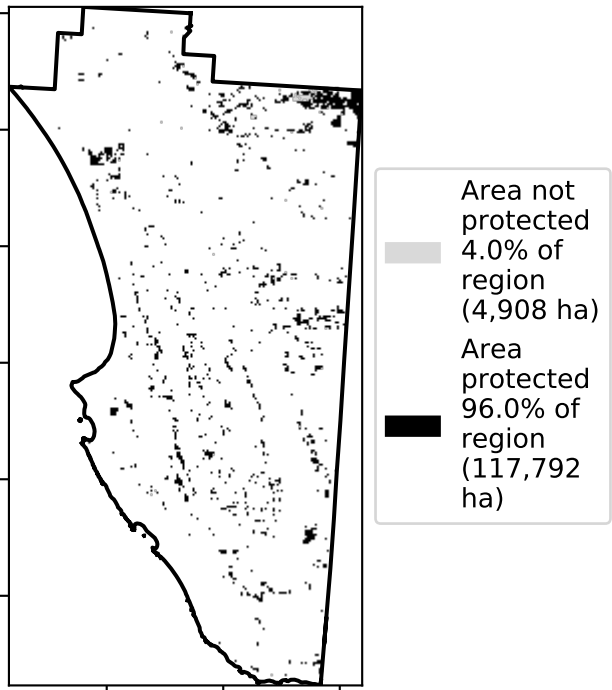 Area not
protected
4.0% of
region
(4,908 ha)
Area
protected
96.0% of
region
(117,792
ha)